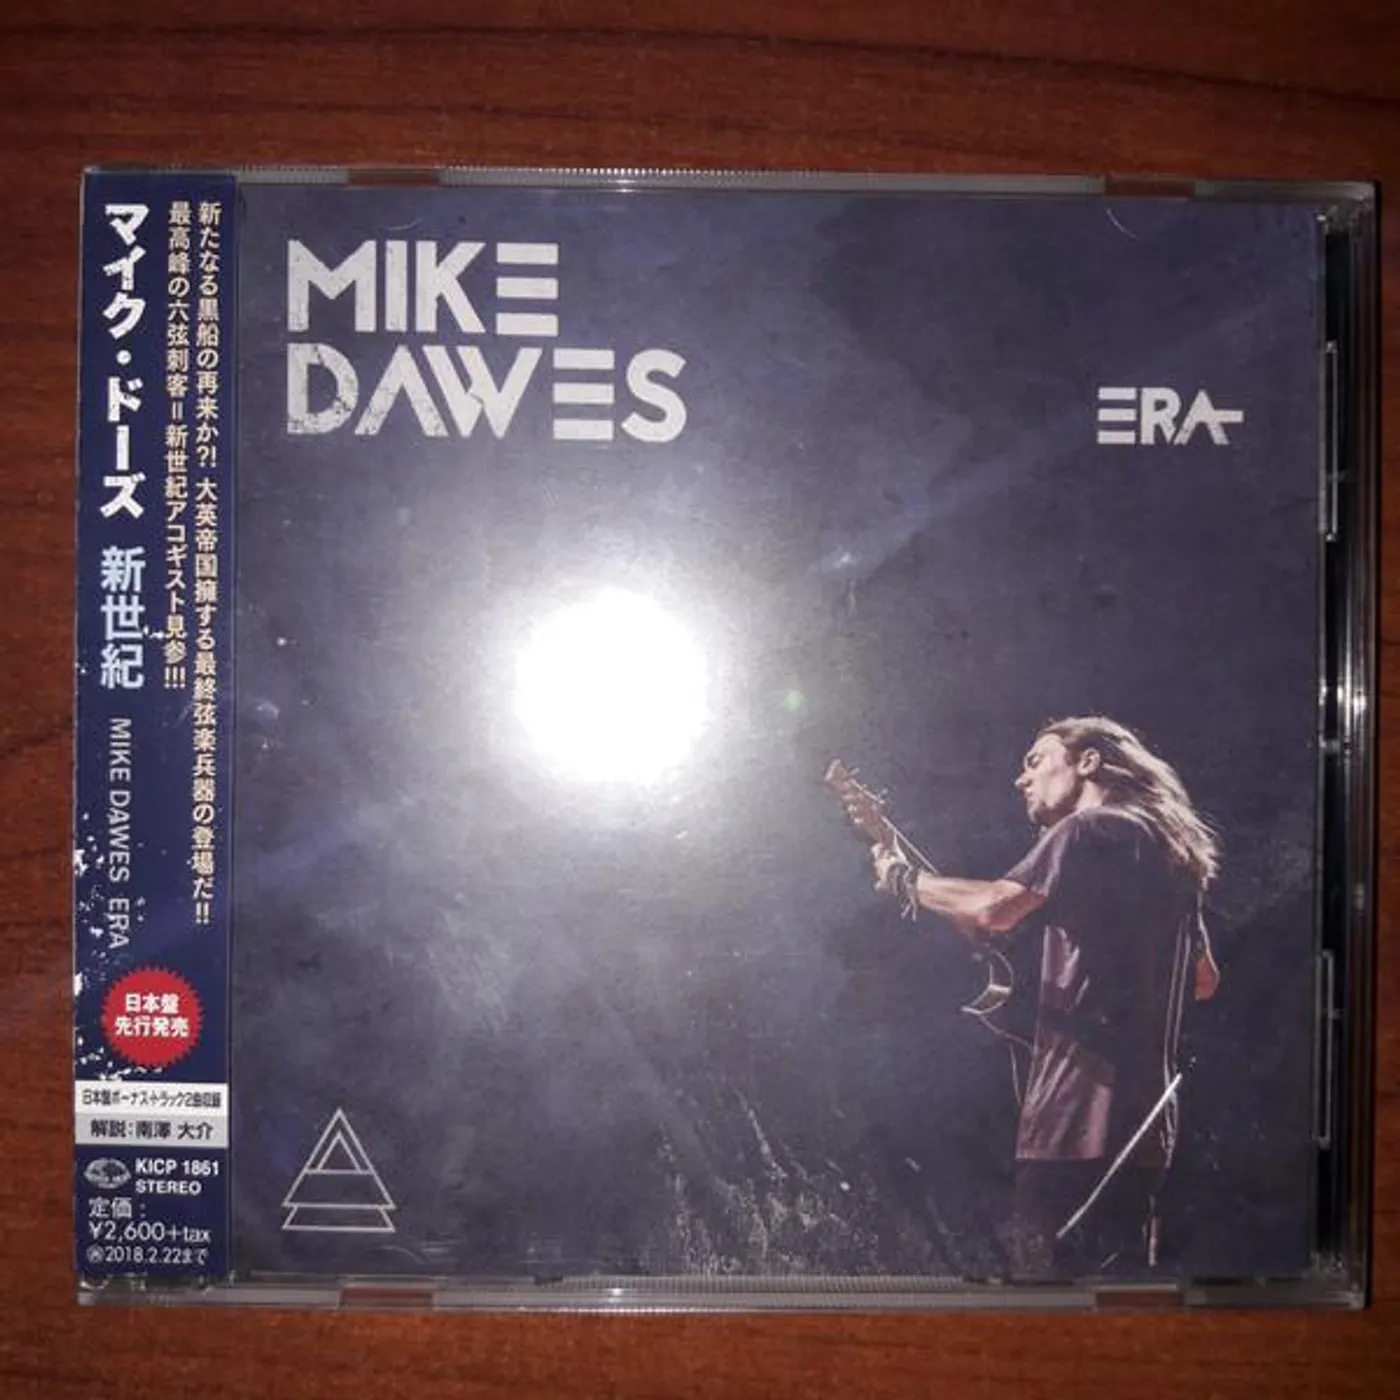 マイク・ドーズ 新世紀 MIKE DAWES ERA
新たなる黒船の再来か?! 大英帝国擁する最終弦楽兵器の登場だ!!
最高峰の六弦刺客＝新世紀アコギスト見参!!!
日本盤
先行発売
日本盤ボーナス・トラック2曲収録
解説：南澤 大介
KICP 1861
STEREO
定価：
¥2,600+tax
2018.2.22まで
MIKE
DAWES
ERA